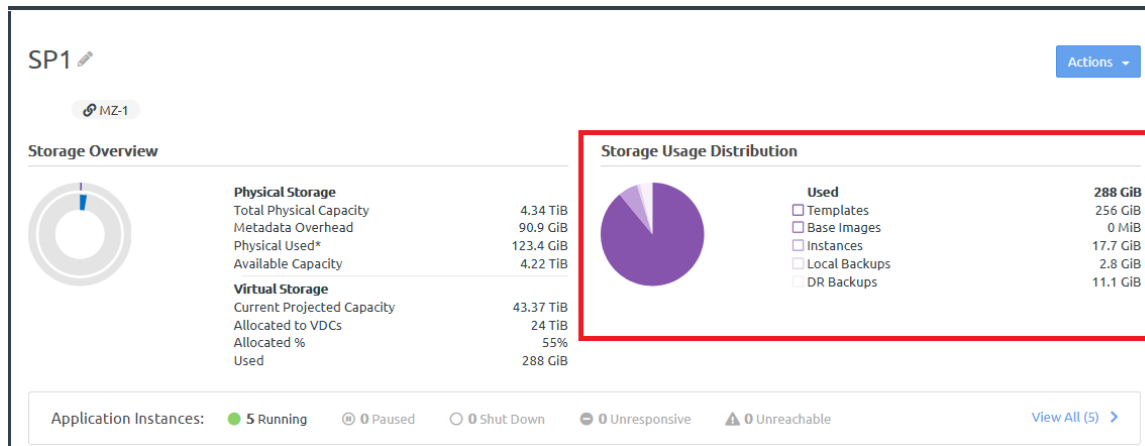 SP1
Actions
MZ-1
Storage Overview
Physical Storage
Total Physical Capacity 4.34 TiB
Metadata Overhead 90.9 GiB
Physical Used* 123.4 GiB
Available Capacity 4.22 TiB
Virtual Storage
Current Projected Capacity 43.37 TiB
Allocated to VDCs 24 TiB
Allocated % 55%
Used 288 GiB
Storage Usage Distribution
Used 288 GiB
Templates 256 GiB
Base Images 0 MiB
Instances 17.7 GiB
Local Backups 2.8 GiB
DR Backups 11.1 GiB
Application Instances: 5 Running 0 Paused 0 Shut Down 0 Unresponsive 0 Unreachable View All (5)